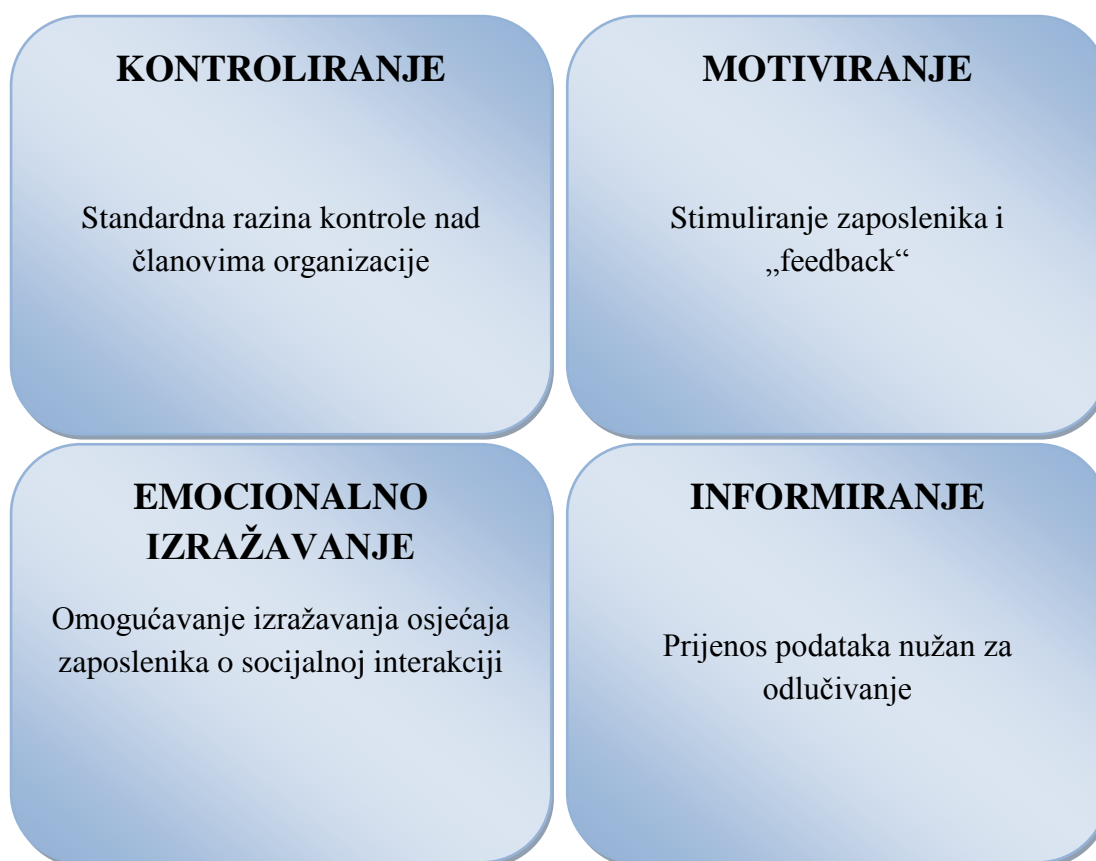 KONTROLIRANJE
Standardna razina kontrole nad
članovima organizacije
MOTIVIRANJE
Stimuliranje zaposlenika i
„feedback“
EMOCIONALNO
IZRAŽAVANJE
Omogućavanje izražavanja osjećaja
zaposlenika o socijalnoj interakciji
INFORMIRANJE
Prijenos podataka nužan za
odlučivanje